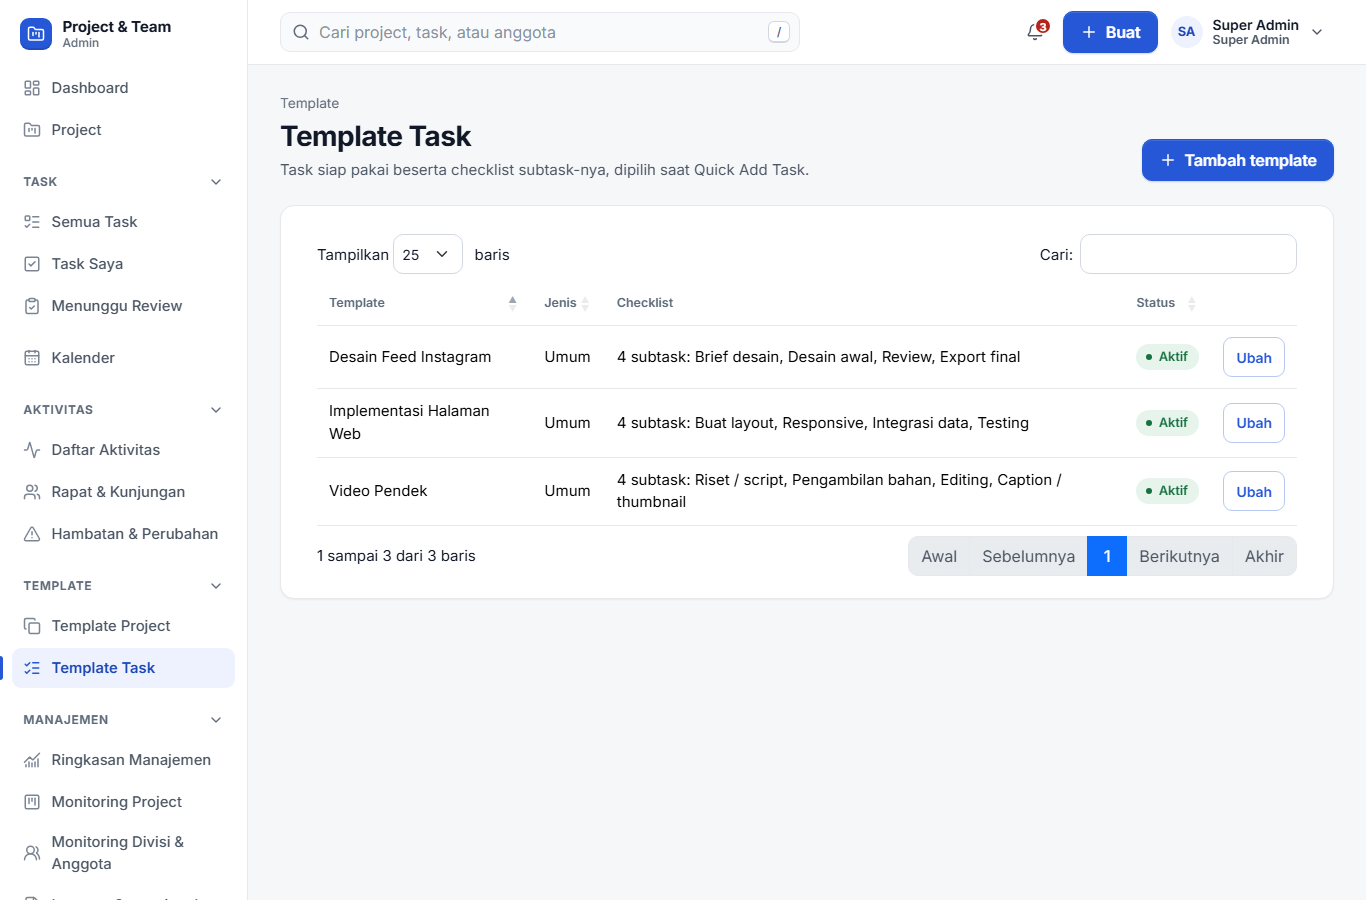 Project & Team
Admin
Dashboard
Project
TASK
Semua Task
Task Saya
Menunggu Review
Kalender
AKTIVITAS
Daftar Aktivitas
Rapat & Kunjungan
Hambatan & Perubahan
TEMPLATE
Template Project
Template Task
MANAJEMEN
Ringkasan Manajemen
Monitoring Project
Monitoring Divisi &
Anggota
Cari project, task, atau anggota
/
3
Buat
SA
Super Admin
Super Admin
Template
Template Task
Task siap pakai beserta checklist subtask-nya, dipilih saat Quick Add Task.
Tambah template
Tampilkan 25 baris
Cari:
Template Jenis Checklist Status
Desain Feed Instagram Umum 4 subtask: Brief desain, Desain awal, Review, Export final Aktif Ubah
Implementasi Halaman
Web Umum 4 subtask: Buat layout, Responsive, Integrasi data, Testing Aktif Ubah
Video Pendek Umum 4 subtask: Riset / script, Pengambilan bahan, Editing, Caption /
thumbnail Aktif Ubah
1 sampai 3 dari 3 baris
Awal Sebelumnya 1 Berikutnya Akhir